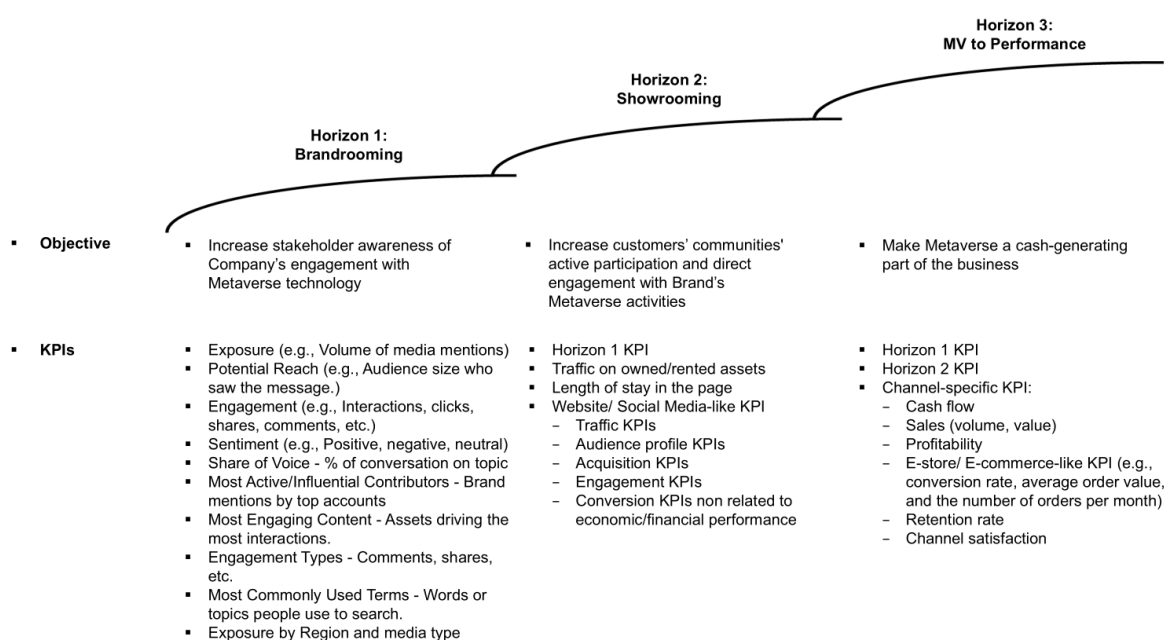 Horizon 3:
MV to Performance
Horizon 2:
Showrooming
Horizon 1:
Brandrooming
▪ Objective
▪ Increase stakeholder awareness of
Company's engagement with
Metaverse technology
▪ Increase customers' communities'
active participation and direct
engagement with Brand's
Metaverse activities
▪ Make Metaverse a cash-generating
part of the business
▪ KPIs
▪ Exposure (e.g., Volume of media mentions)
▪ Potential Reach (e.g., Audience size who
saw the message.)
▪ Engagement (e.g., Interactions, clicks,
shares, comments, etc.)
▪ Sentiment (e.g., Positive, negative, neutral)
▪ Share of Voice - % of conversation on topic
▪ Most Active/Influential Contributors - Brand
mentions by top accounts
▪ Most Engaging Content - Assets driving the
most interactions.
▪ Engagement Types - Comments, shares,
etc.
▪ Most Commonly Used Terms - Words or
topics people use to search.
▪ Exposure by Region and media type
▪ Horizon 1 KPI
▪ Traffic on owned/rented assets
▪ Length of stay in the page
▪ Website/ Social Media-like KPI
– Traffic KPIs
– Audience profile KPIs
– Acquisition KPIs
– Engagement KPIs
– Conversion KPIs non related to
economic/financial performance
▪ Horizon 1 KPI
▪ Horizon 2 KPI
▪ Channel-specific KPI:
– Cash flow
– Sales (volume, value)
– Profitability
– E-store/ E-commerce-like KPI (e.g.,
conversion rate, average order value,
and the number of orders per month)
– Retention rate
– Channel satisfaction